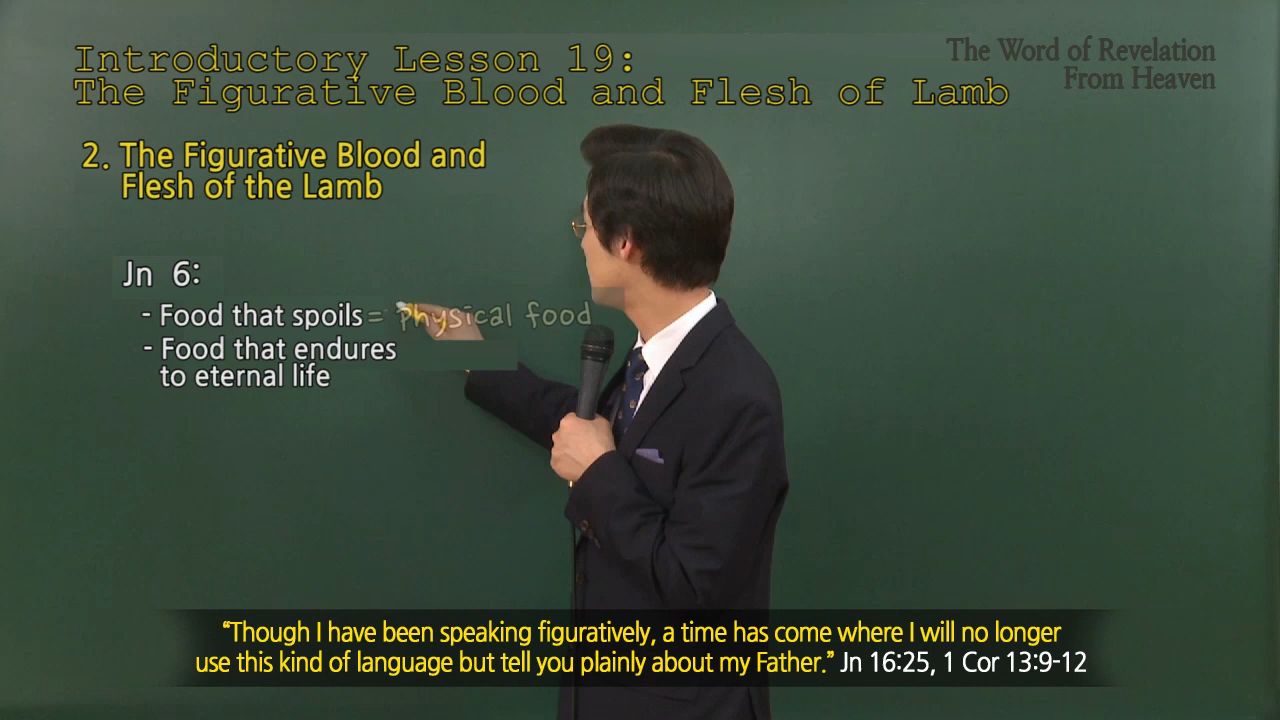 Introductory Lesson 19:
The Figurative Blood and Flesh of Lamb
The Word of Revelation
From Heaven
2. The Figurative Blood and
Flesh of the Lamb
Jn 6:
- Food that spoils = physical food
- Food that endures
to eternal life
“Though I have been speaking figuratively, a time has come where I will no longer
use this kind of language but tell you plainly about my Father.” Jn 16:25, 1 Cor 13:9-12